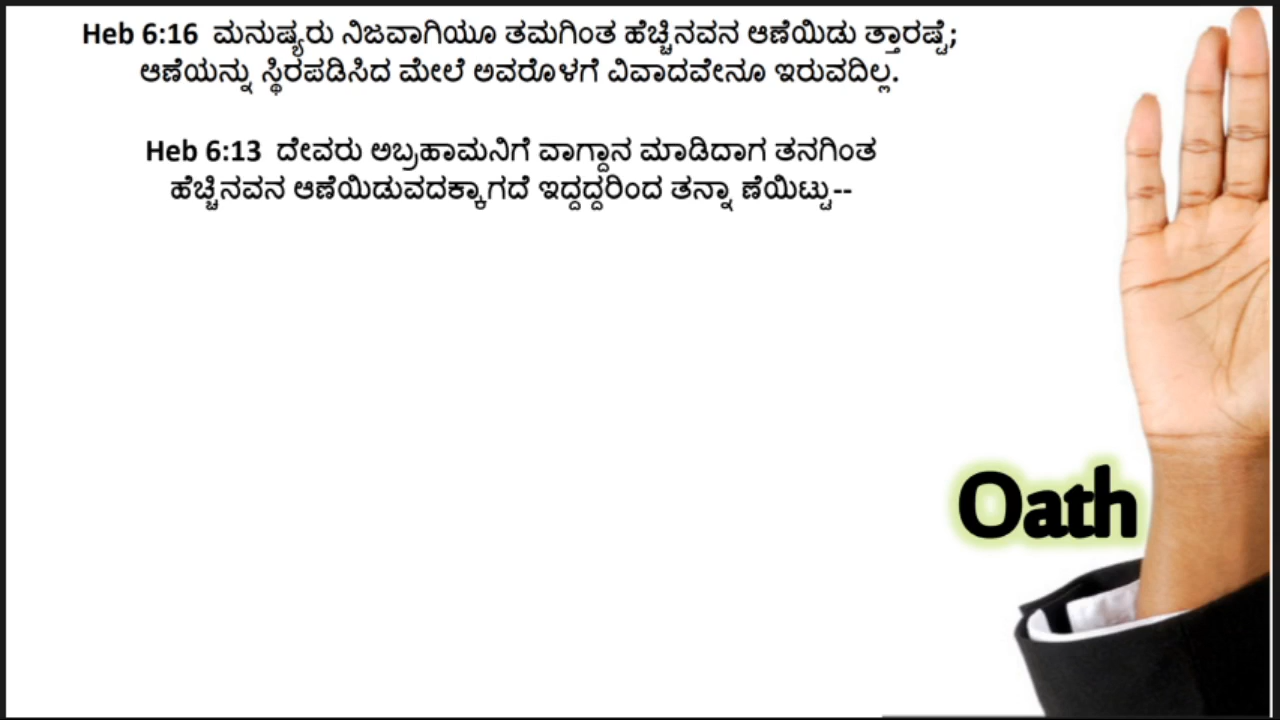 Heb 6:16 ಮನುಷ್ಯರು ನಿಜವಾಗಿಯೂ ತಮಗಿಂತ ಹೆಚ್ಚಿನವನ ಆಣೆಯಿಡು ತ್ತಾರಷ್ಟೆ;
ಆಣೆಯನ್ನು ಸ್ಥಿರಪಡಿಸಿದ ಮೇಲೆ ಅವರೊಳಗೆ ವಿವಾದವೇನೂ ಇರುವದಿಲ್ಲ.
Heb 6:13 ದೇವರು ಅಬ್ರಹಾಮನಿಗೆ ವಾಗ್ದಾನ ಮಾಡಿದಾಗ ತನಗಿಂತ
ಹೆಚ್ಚಿನವನ ಆಣೆಯಿಡುವದಕ್ಕಾಗದೆ ಇದ್ದದ್ದರಿಂದ ತನ್ನಾ ಣೆಯಿಟ್ಟು--
Oath